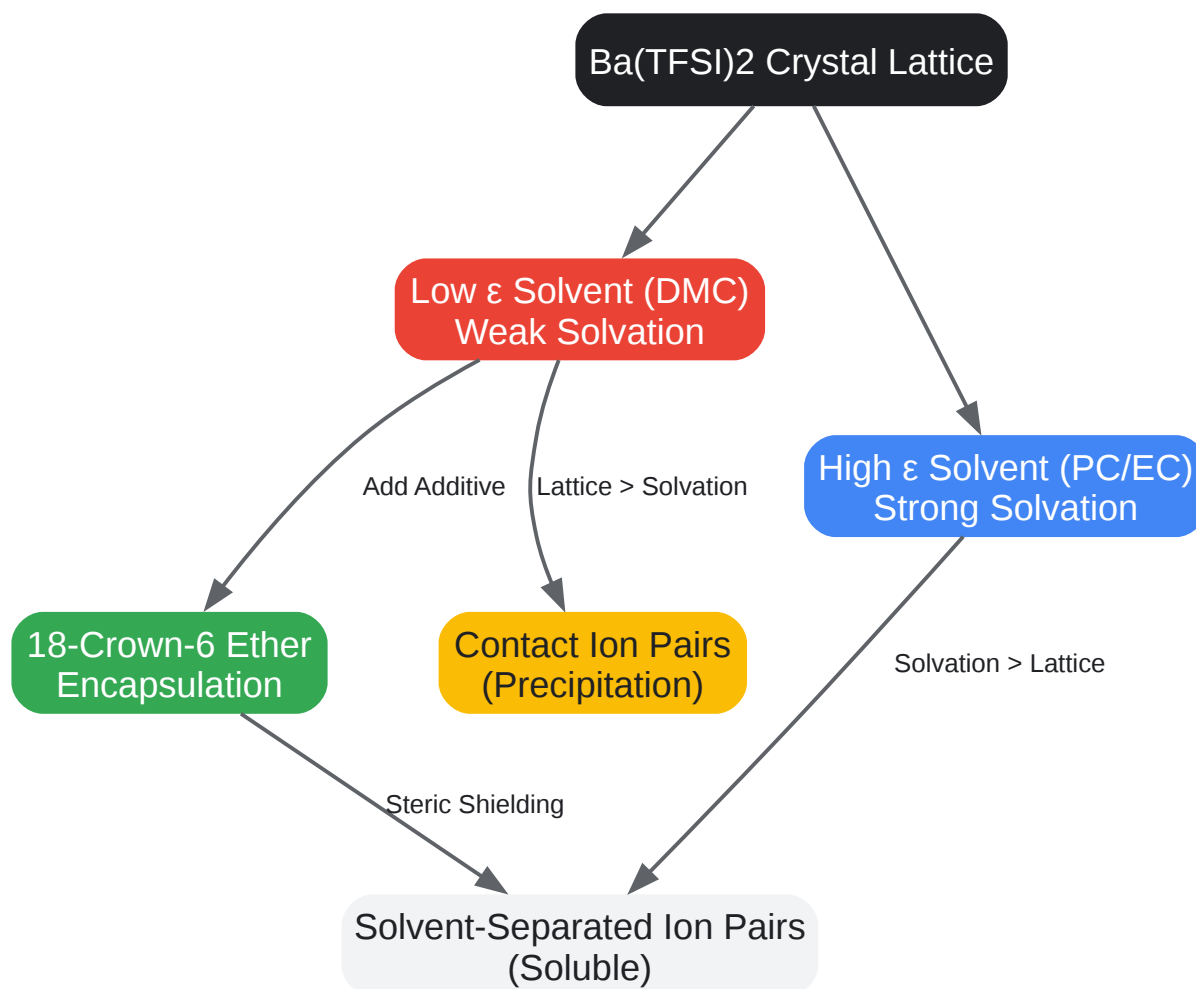 Ba(TFSI)2 Crystal Lattice
Low ε Solvent (DMC)
Weak Solvation
High ε Solvent (PC/EC)
Strong Solvation
Add Additive
Lattice > Solvation
18-Crown-6 Ether
Encapsulation
Contact Ion Pairs
(Precipitation)
Solvation > Lattice
Steric Shielding
Solvent-Separated Ion Pairs
(Soluble)